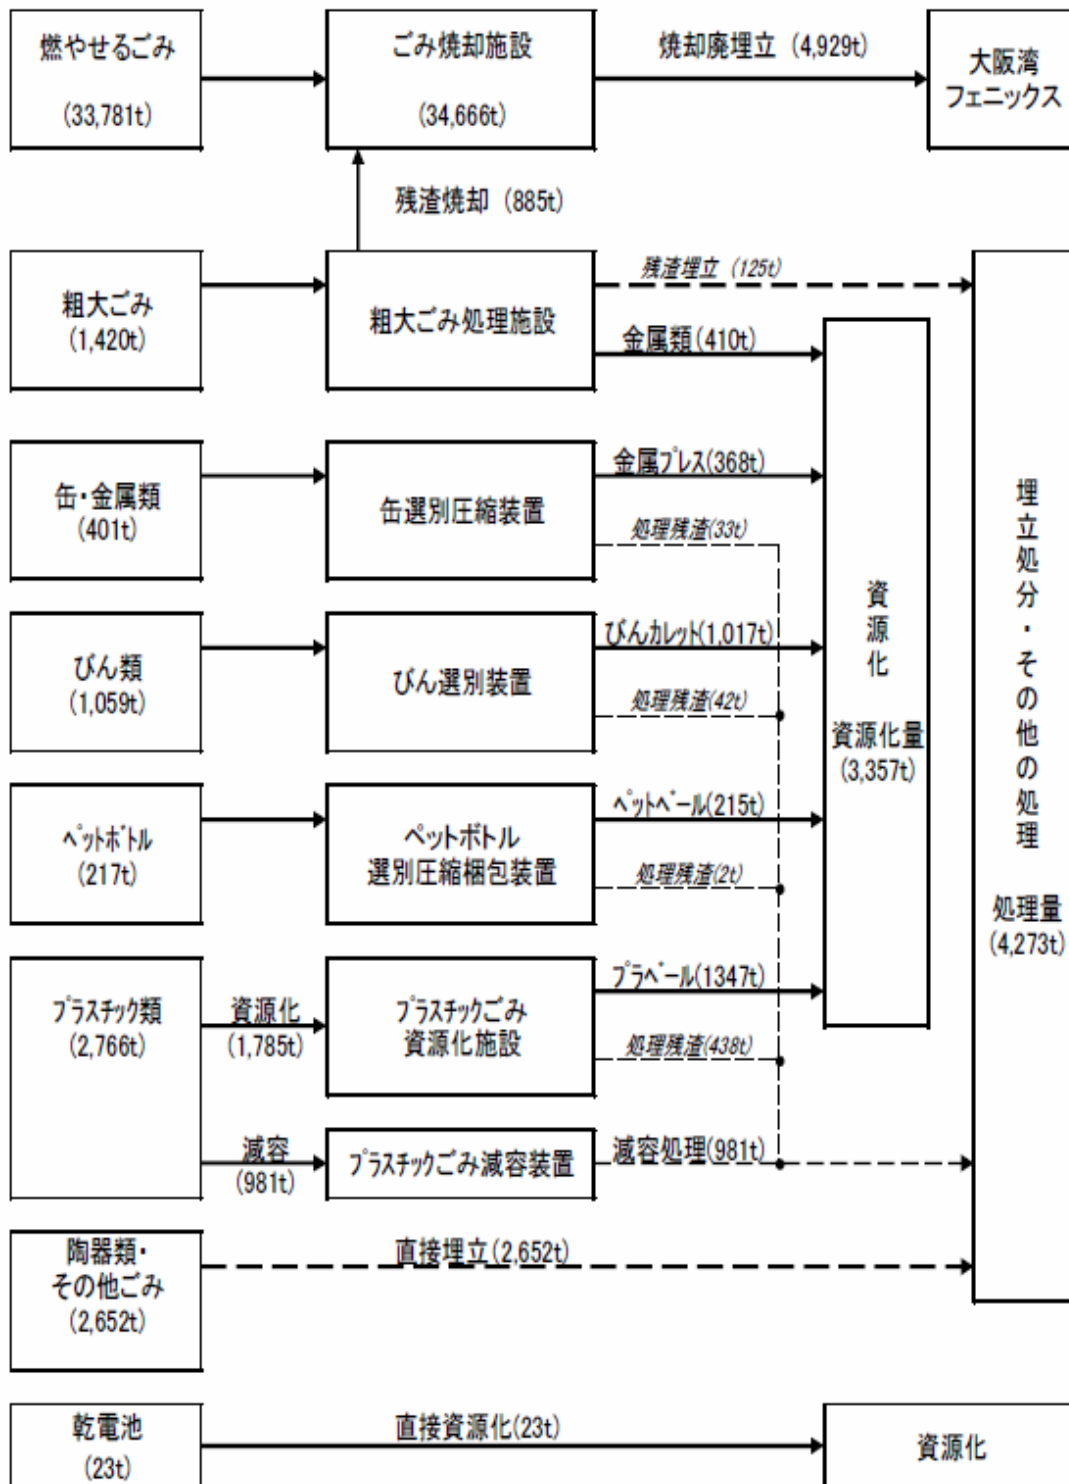 燃やせるごみ
(33,781t)
ごみ焼却施設
(34,666t)
焼却廃埋立 (4,929t)
大阪湾
フェニックス
残渣焼却 (885t)
粗大ごみ
(1,420t)
粗大ごみ処理施設
残渣埋立 (125t)
金属類(410t)
缶・金属類
(401t)
缶選別圧縮装置
金属プレス(368t)
処理残渣(33t)
びん類
(1,059t)
びん選別装置
びんカレット(1,017t)
処理残渣(42t)
ペットボトル
(217t)
ペットボトル
選別圧縮梱包装置
ペットベール(215t)
処理残渣(2t)
プラスチック類
(2,766t)
資源化
(1,785t)
プラスチックごみ
資源化施設
プラベール(1347t)
処理残渣(438t)
減容
(981t)
プラスチックごみ減容装置
減容処理(981t)
資源化
資源化量
(3,357t)
埋立処分・その他の処理
処理量
(4,273t)
陶器類・
その他ごみ
(2,652t)
直接埋立(2,652t)
乾電池
(23t)
直接資源化(23t)
資源化